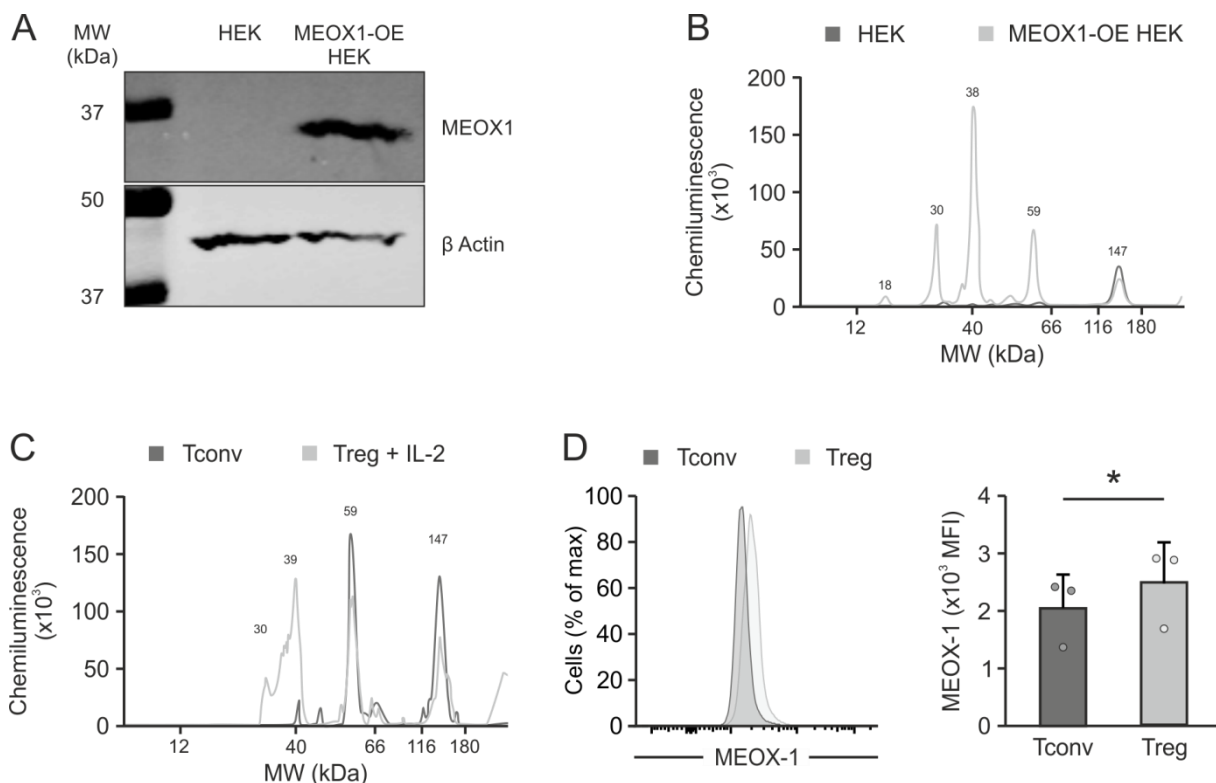 A
MW
(kDa)
HEK
MEOX1-OE
HEK
37
MEOX1
50
β Actin
37
B
HEK
MEOX1-OE HEK
Chemiluminescence
(x10³)
200
150
100
50
0
18
30
38
59
147
12
40
66
116
180
MW (kDa)
C
Tconv
Treg + IL-2
Chemiluminescence
(x10³)
200
150
100
50
0
30
39
59
147
12
40
66
116
180
MW (kDa)
D
Tconv
Treg
Cells (% of max)
100
80
60
40
20
0
MEOX-1
MEOX-1 (x10³ MFI)
4
3
2
1
0
*
Tconv
Treg